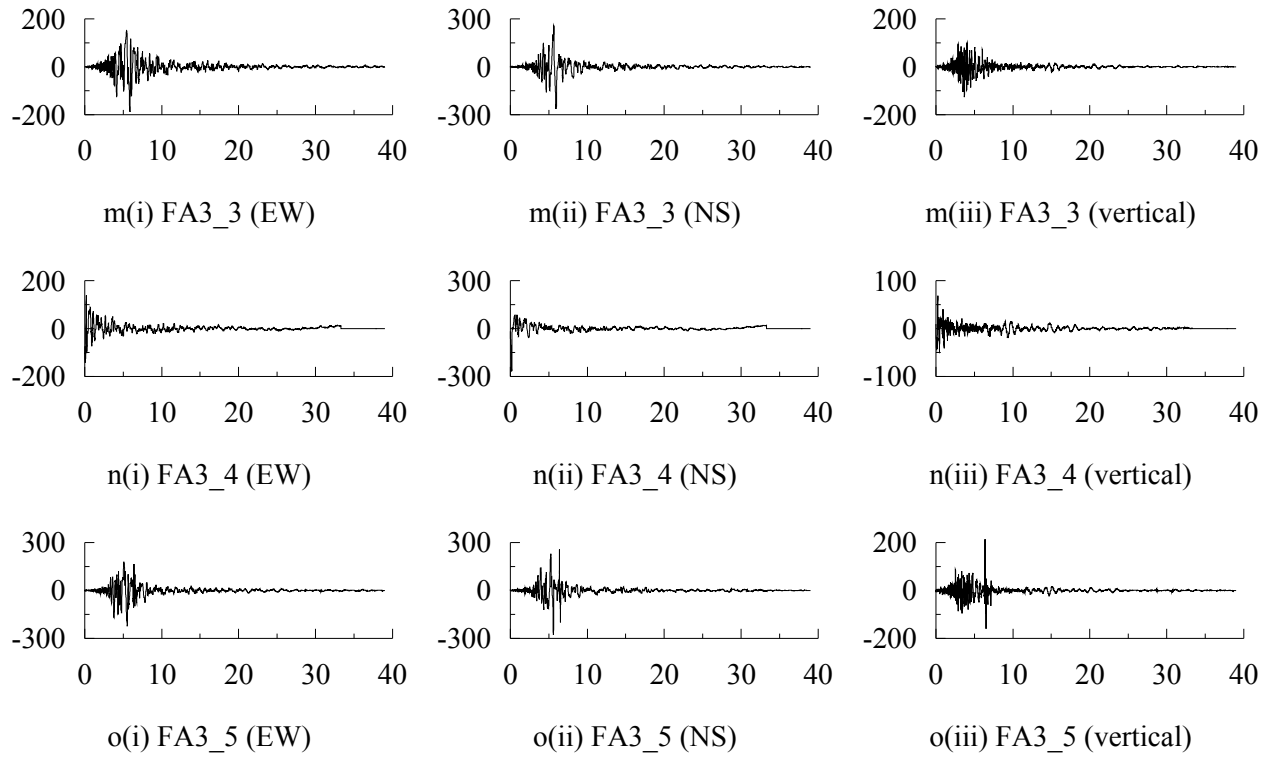 200 300 200
0 0 0
-200 -300 -200
0 10 20 30 40 0 10 20 30 40 0 10 20 30 40
m(i) FA3_3 (EW) m(ii) FA3_3 (NS) m(iii) FA3_3 (vertical)
200 300 100
0 0 0
-200 -300 -100
0 10 20 30 40 0 10 20 30 40 0 10 20 30 40
n(i) FA3_4 (EW) n(ii) FA3_4 (NS) n(iii) FA3_4 (vertical)
300 300 200
0 0 0
-300 -300 -200
0 10 20 30 40 0 10 20 30 40 0 10 20 30 40
o(i) FA3_5 (EW) o(ii) FA3_5 (NS) o(iii) FA3_5 (vertical)